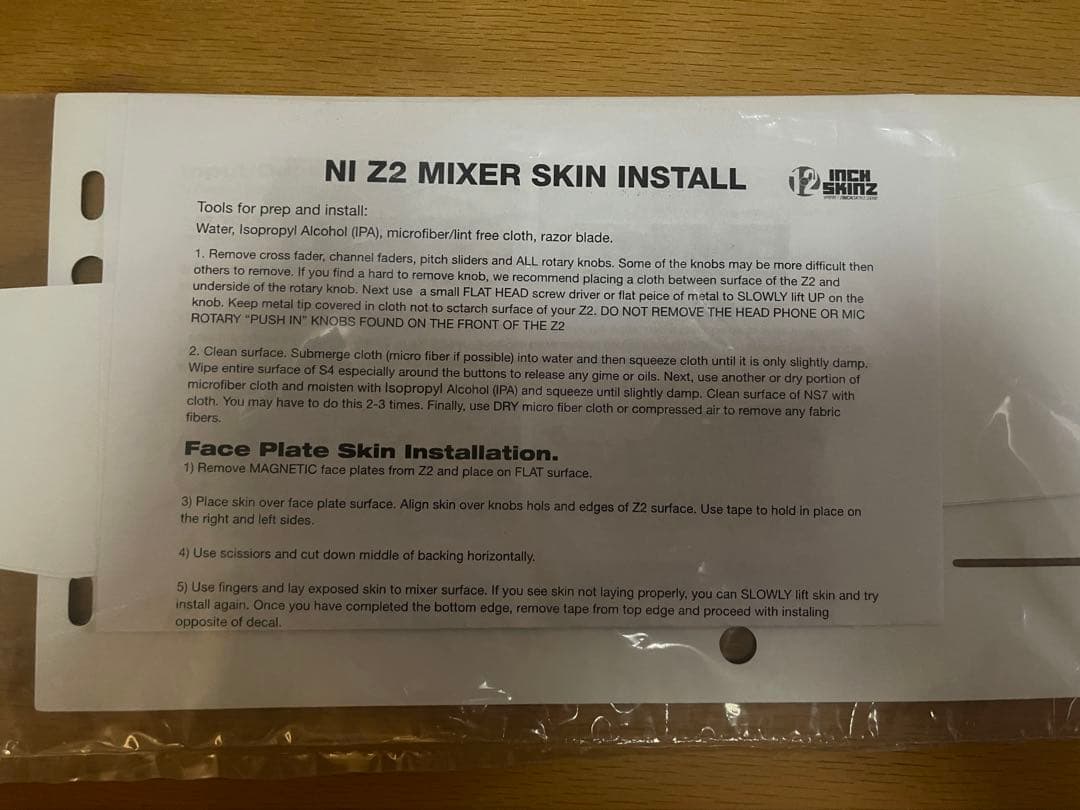 NI Z2 MIXER SKIN INSTALL
12 INCH
SKINZ
Tools for prep and install:
Water, Isopropyl Alcohol (IPA), microfiber/lint free cloth, razor blade.
1. Remove cross fader, channel faders, pitch sliders and ALL rotary knobs. Some of the knobs may be more difficult then
others to remove. If you find a hard to remove knob, we recommend placing a cloth between surface of the Z2 and
underside of the rotary knob. Next use a small FLAT HEAD screw driver or flat peice of metal to SLOWLY lift UP on the
knob. Keep metal tip covered in cloth not to sctarch surface of your Z2. DO NOT REMOVE THE HEAD PHONE OR MIC
ROTARY "PUSH IN" KNOBS FOUND ON THE FRONT OF THE Z2
2. Clean surface. Submerge cloth (micro fiber if possible) into water and then squeeze cloth until it is only slightly damp.
Wipe entire surface of S4 especially around the buttons to release any gime or oils. Next, use another or dry portion of
microfiber cloth and moisten with Isopropyl Alcohol (IPA) and squeeze until slightly damp. Clean surface of NS7 with
cloth. You may have to do this 2-3 times. Finally, use DRY micro fiber cloth or compressed air to remove any fabric
fibers.
Face Plate Skin Installation.
1) Remove MAGNETIC face plates from Z2 and place on FLAT surface.
3) Place skin over face plate surface. Align skin over knobs hols and edges of Z2 surface. Use tape to hold in place on
the right and left sides.
4) Use scissiors and cut down middle of backing horizontally.
5) Use fingers and lay exposed skin to mixer surface. If you see skin not laying properly, you can SLOWLY lift skin and try
install again. Once you have completed the bottom edge, remove tape from top edge and proceed with instaling
opposite of decal.